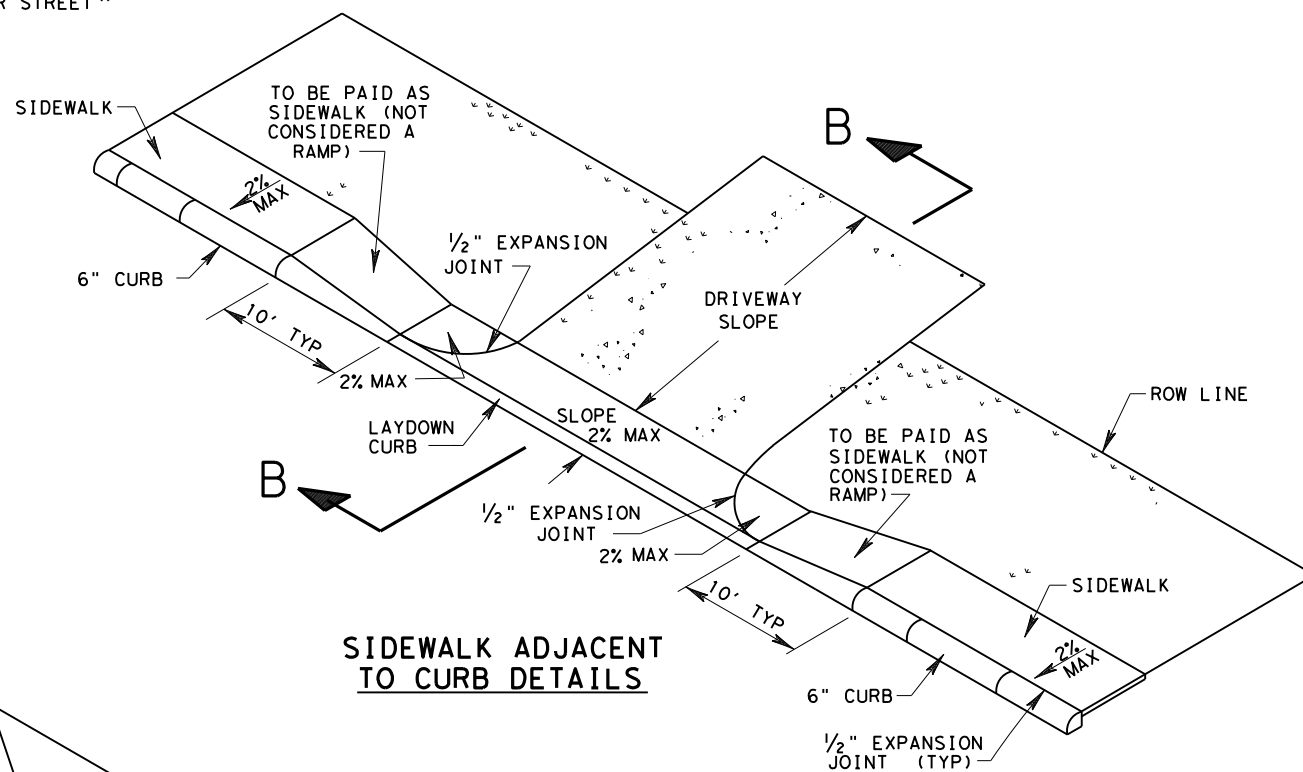 R STREET"
SIDEWALK
TO BE PAID AS
SIDEWALK (NOT
CONSIDERED A
RAMP)
B
2%
MAX
1/2" EXPANSION
JOINT
6" CURB
DRIVEWAY
SLOPE
10' TYP
2% MAX
ROW LINE
LAYDOWN
CURB
SLOPE
2% MAX
TO BE PAID AS
SIDEWALK (NOT
CONSIDERED A
RAMP)
B
1/2" EXPANSION
JOINT
2% MAX
SIDEWALK
10' TYP
2%
MAX
SIDEWALK ADJACENT
TO CURB DETAILS
6" CURB
1/2" EXPANSION
JOINT (TYP)